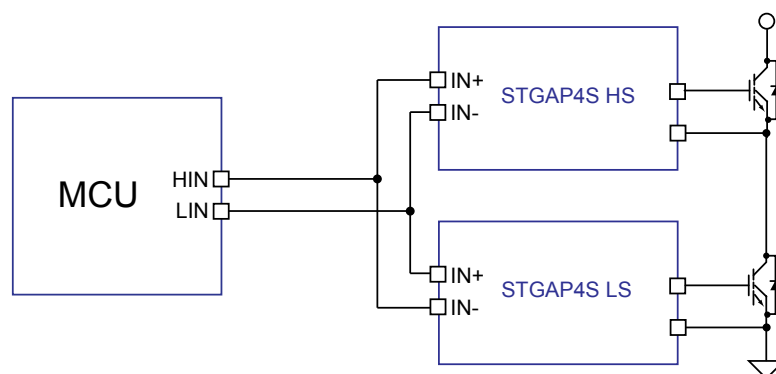 MCU
HIN
LIN
IN+
IN-
STGAP4S HS
IN+
IN-
STGAP4S LS